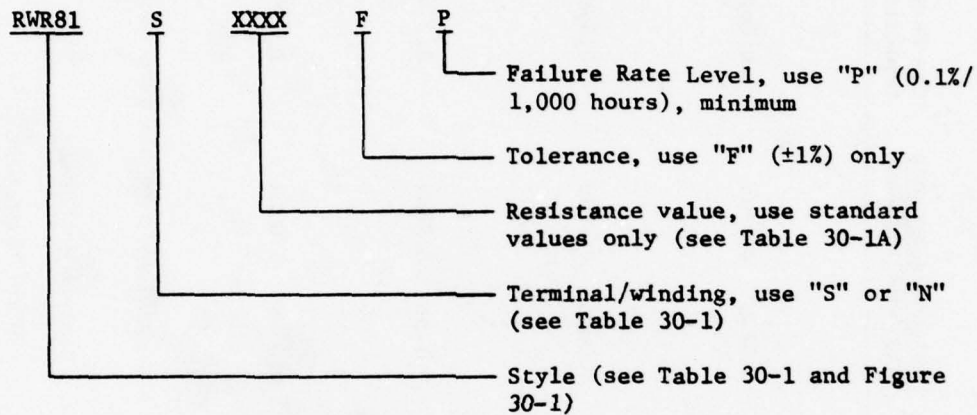 RWR81 S XXXX F P
Failure Rate Level, use "P" (0.1%/
1,000 hours), minimum
Tolerance, use "F" (±1%) only
Resistance value, use standard
values only (see Table 30-1A)
Terminal/winding, use "S" or "N"
(see Table 30-1)
Style (see Table 30-1 and Figure
30-1)